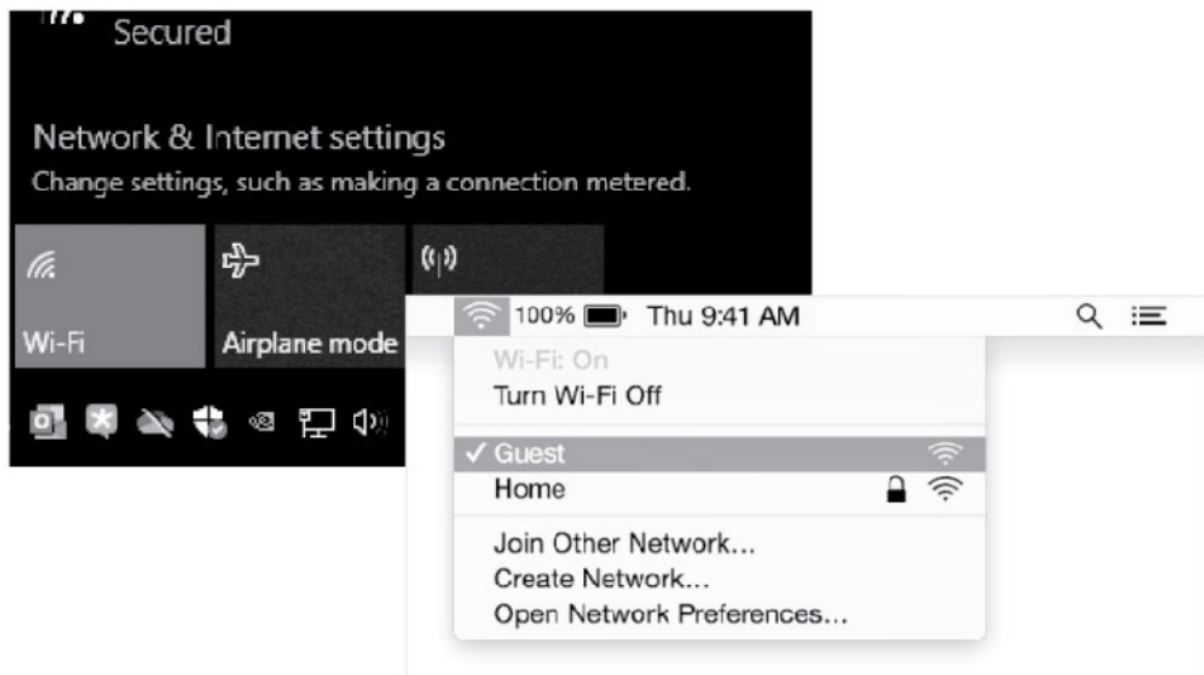 Secured
Network & Internet settings
Change settings, such as making a connection metered.
Wi-Fi
Airplane mode
100%
Thu 9:41 AM
Wi-Fi: On
Turn Wi-Fi Off
✓ Guest
Home
Join Other Network...
Create Network...
Open Network Preferences...